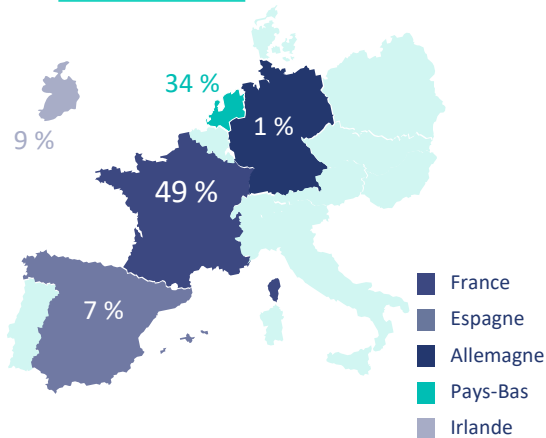 34 %
9 %
1 %
49 %
7 %
France
Espagne
Allemagne
Pays-Bas
Irlande